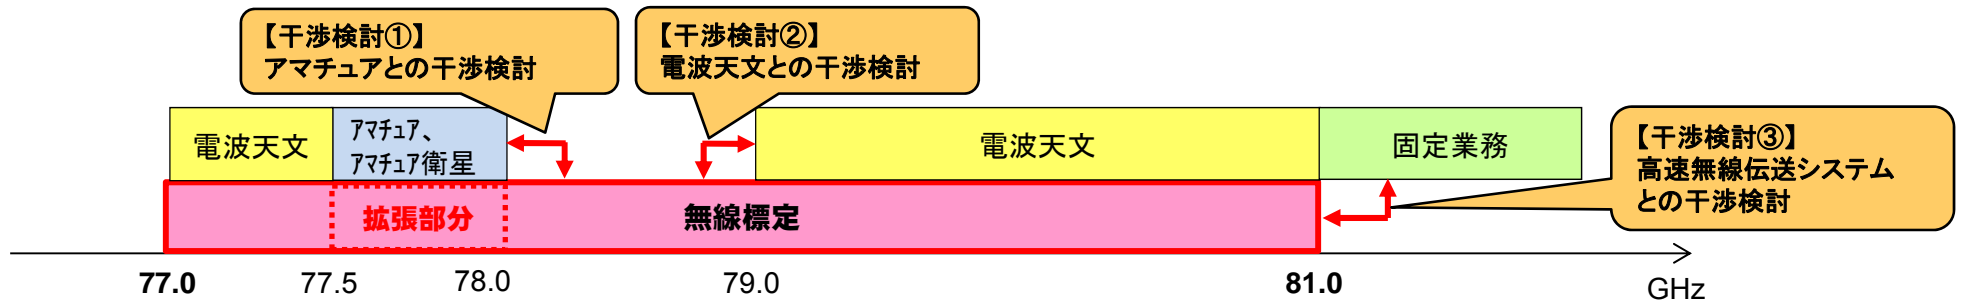 【干渉検討①】
アマチュアとの干渉検討
【干渉検討②】
電波天文との干渉検討
電波天文
ｱﾏﾁｭｱ、
ｱﾏﾁｭｱ衛星
電波天文
固定業務
【干渉検討③】
高速無線伝送システム
との干渉検討
拡張部分
無線標定
77.0
77.5
78.0
79.0
81.0
GHz